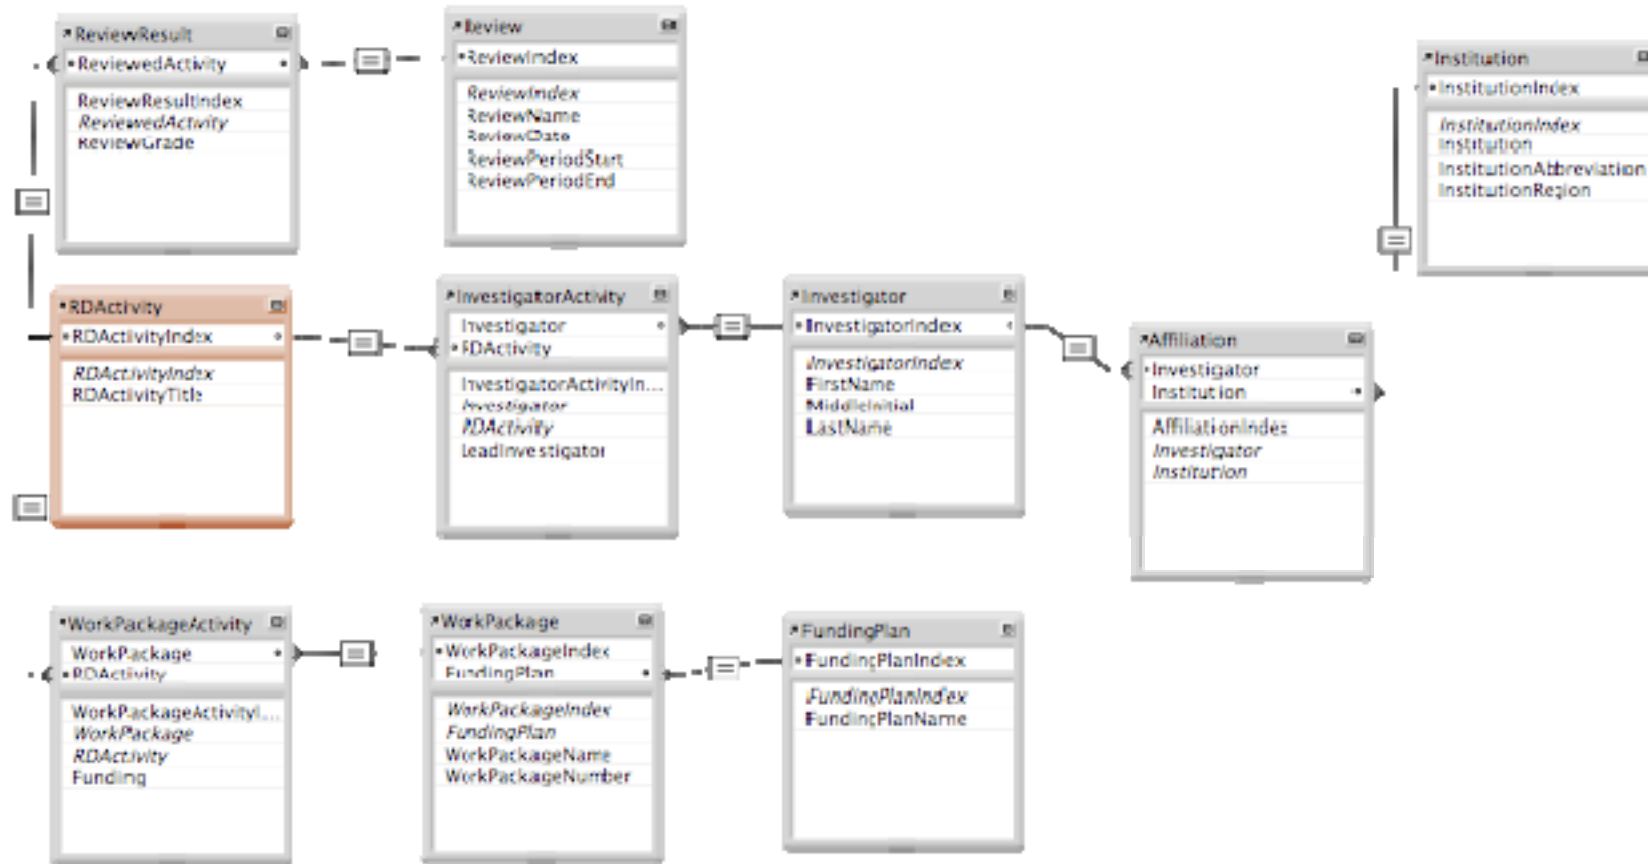 ReviewResult
ReviewedActivity
ReviewResultIndex
ReviewedActivity
ReviewGrade
Review
ReviewIndex
ReviewIndex
ReviewName
ReviewDate
ReviewPeriodStart
ReviewPeriodEnd
Institution
InstitutionIndex
InstitutionIndex
Institution
InstitutionAbbreviation
InstitutionRegion
RDActivity
RDActivityIndex
RDActivityIndex
RDActivityTitle
InvestigatorActivity
Investigator
RDActivity
InvestigatorActivityIn...
Investigator
RDActivity
LeadInvestigator
Investigator
InvestigatorIndex
InvestigatorIndex
FirstName
MiddleInitial
LastName
Affiliation
Investigator
Institution
AffiliationIndex
Investigator
Institution
WorkPackageActivity
WorkPackage
RDActivity
WorkPackageActivityI...
WorkPackage
RDActivity
Funding
WorkPackage
WorkPackageIndex
FundingPlan
WorkPackageIndex
FundingPlan
WorkPackageName
WorkPackageNumber
FundingPlan
FundingPlanIndex
FundingPlanIndex
FundingPlanName